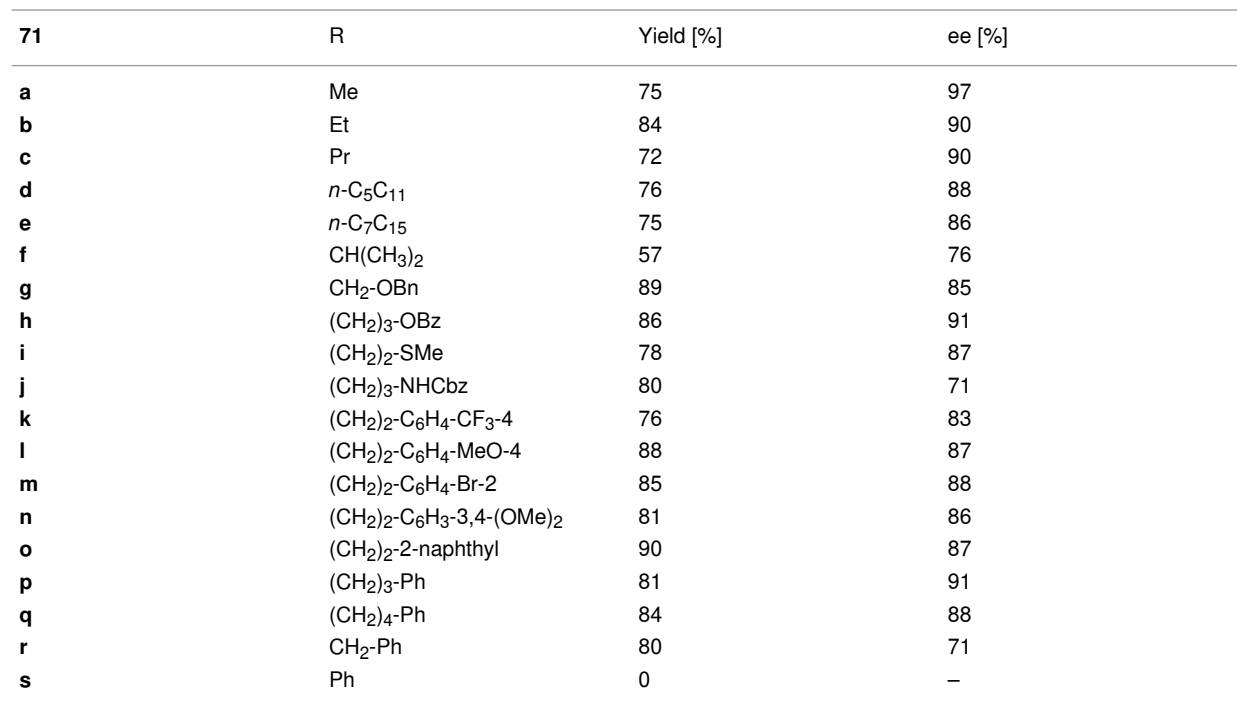 71 R Yield [%] ee [%]
a Me 75 97
b Et 84 90
c Pr 72 90
d n-C5C11 76 88
e n-C7C15 75 86
f CH(CH3)2 57 76
g CH2-OBn 89 85
h (CH2)3-OBz 86 91
i (CH2)2-SMe 78 87
j (CH2)3-NHCbz 80 71
k (CH2)2-C6H4-CF3-4 76 83
l (CH2)2-C6H4-MeO-4 88 87
m (CH2)2-C6H4-Br-2 85 88
n (CH2)2-C6H3-3,4-(OMe)2 81 86
o (CH2)2-2-naphthyl 90 87
p (CH2)3-Ph 81 91
q (CH2)4-Ph 84 88
r CH2-Ph 80 71
s Ph 0 –